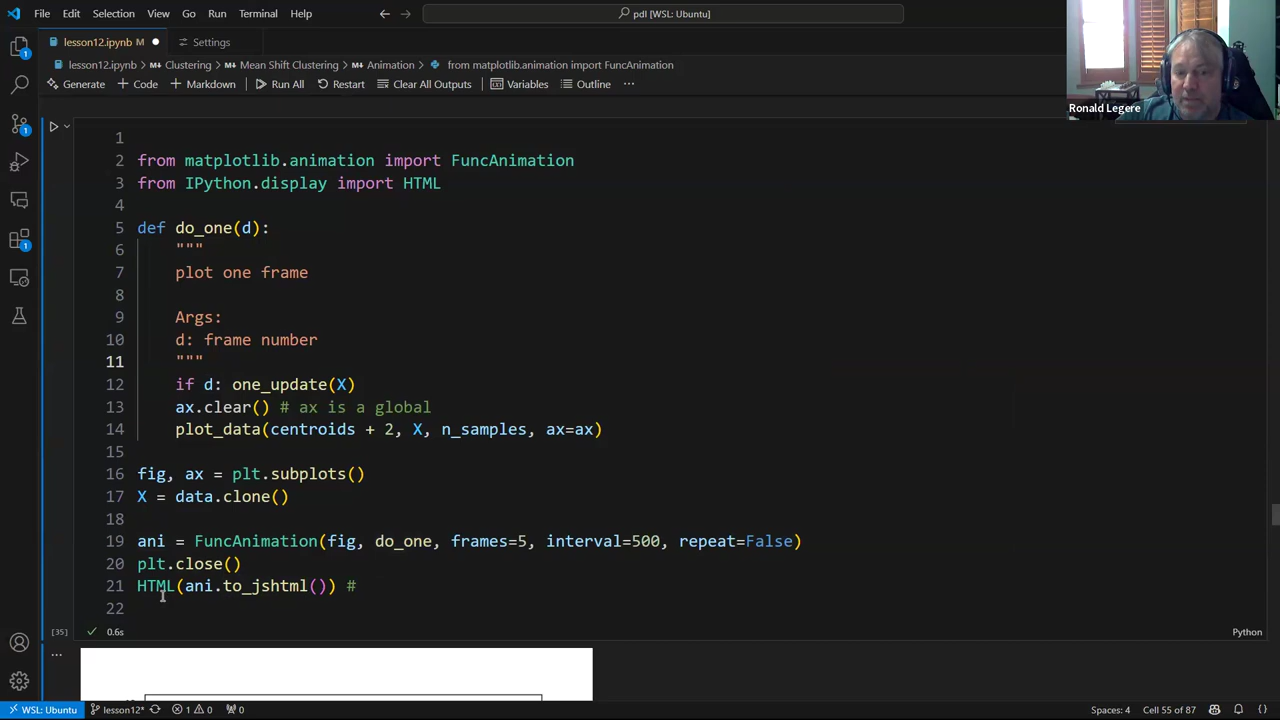 File Edit Selection View Go Run Terminal Help
pdl [WSL: Ubuntu]
lesson12.ipynb M Settings
lesson12.ipynb > Clustering > Mean Shift Clustering > Animation > from matplotlib.animation import FuncAnimation
Generate + Code + Markdown Run All Restart Clear All Outputs Variables Outline ...
Ronald Legere
1
2 from matplotlib.animation import FuncAnimation
3 from IPython.display import HTML
4
5 def do_one(d):
6 """
7 plot one frame
8
9 Args:
10 d: frame number
11 """
12 if d: one_update(X)
13 ax.clear() # ax is a global
14 plot_data(centroids + 2, X, n_samples, ax=ax)
15
16 fig, ax = plt.subplots()
17 X = data.clone()
18
19 ani = FuncAnimation(fig, do_one, frames=5, interval=500, repeat=False)
20 plt.close()
21 HTML(ani.to_jshtml()) #
22
[35] 0.6s Python
...
WSL: Ubuntu lesson12* 1 0 0 Spaces: 4 Cell 55 of 87